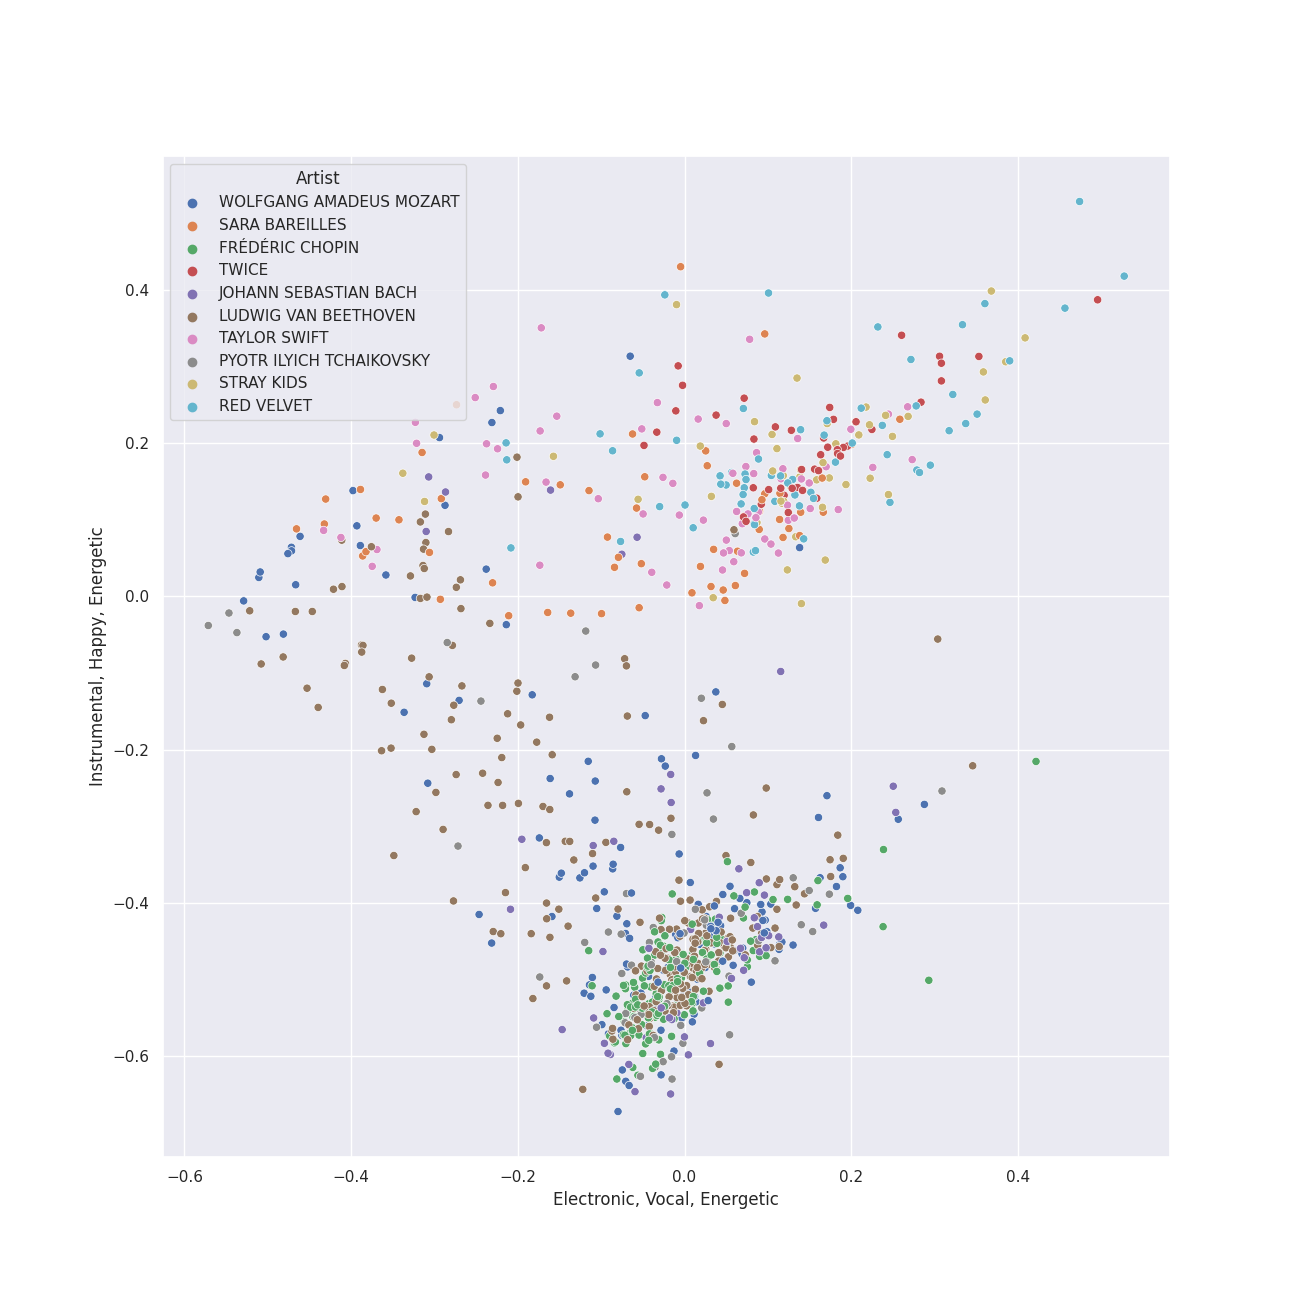 Artist
WOLFGANG AMADEUS MOZART
SARA BAREILLES
FRÉDÉRIC CHOPIN
TWICE
JOHANN SEBASTIAN BACH
LUDWIG VAN BEETHOVEN
TAYLOR SWIFT
PYOTR ILYICH TCHAIKOVSKY
STRAY KIDS
RED VELVET
0.4
0.2
0.0
−0.2
−0.4
−0.6
Instrumental, Happy, Energetic
−0.6
−0.4
−0.2
0.0
0.2
0.4
Electronic, Vocal, Energetic